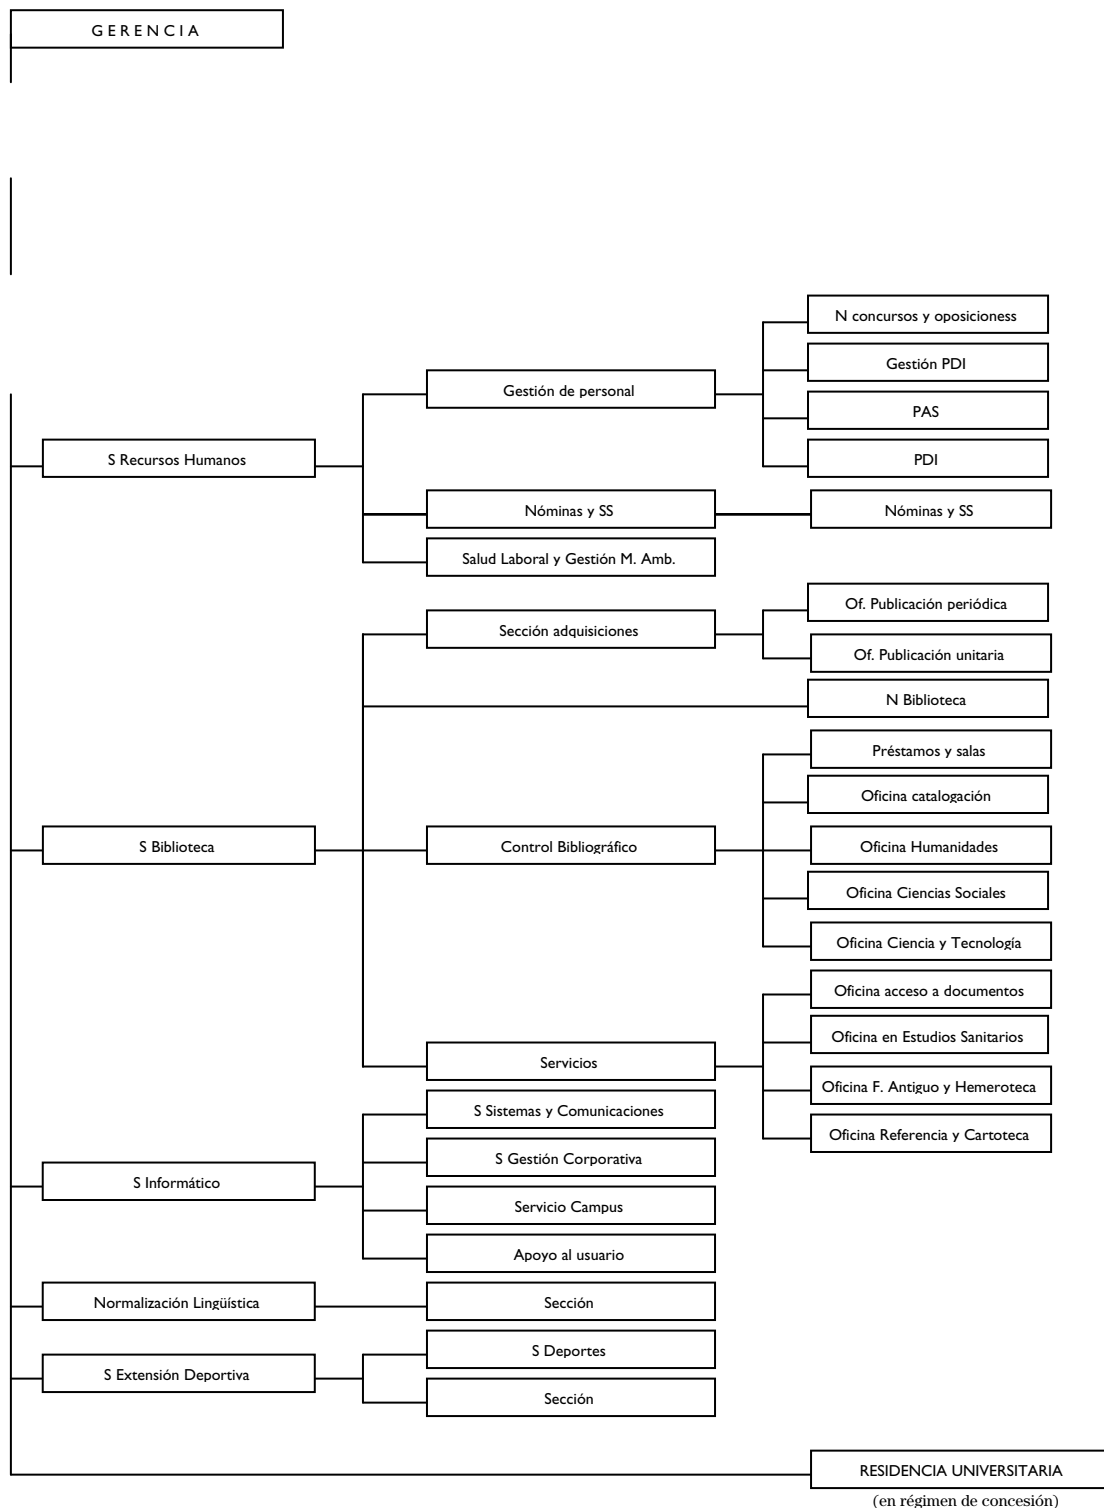 GERENCIA
N concursos y oposicioness
Gestión PDI
Gestión de personal
PAS
S Recursos Humanos
PDI
Nóminas y SS
Nóminas y SS
Salud Laboral y Gestión M. Amb.
Of. Publicación periódica
Sección adquisiciones
Of. Publicación unitaria
N Biblioteca
Préstamos y salas
Oficina catalogación
S Biblioteca
Control Bibliográfico
Oficina Humanidades
Oficina Ciencias Sociales
Oficina Ciencia y Tecnología
Oficina acceso a documentos
Oficina en Estudios Sanitarios
Servicios
Oficina F. Antiguo y Hemeroteca
S Sistemas y Comunicaciones
Oficina Referencia y Cartoteca
S Gestión Corporativa
S Informático
Servicio Campus
Apoyo al usuario
Normalización Lingüística
Sección
S Deportes
S Extensión Deportiva
Sección
RESIDENCIA UNIVERSITARIA
(en régimen de concesión)